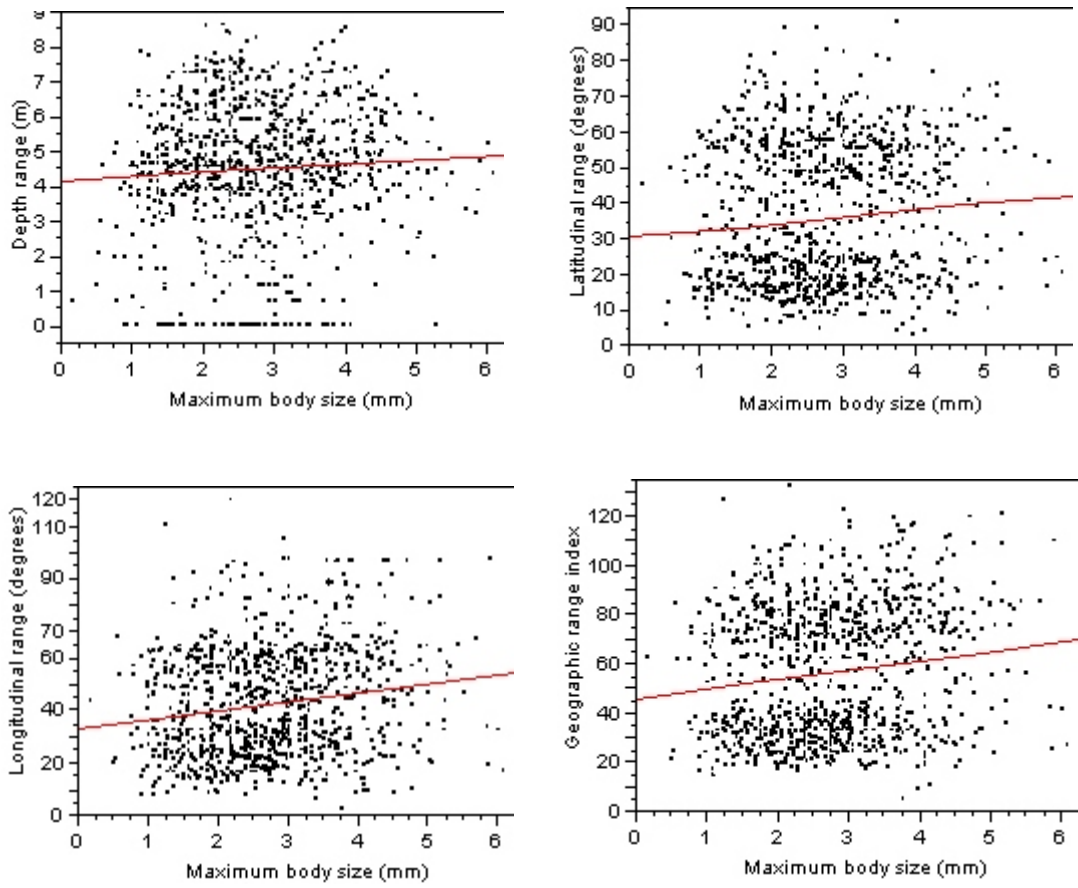 Depth range (m)
9
8
7
6
5
4
3
2
1
0
0 1 2 3 4 5 6
Maximum body size (mm)
Latitudinal range (degrees)
90
80
70
60
50
40
30
20
10
0
0 1 2 3 4 5 6
Maximum body size (mm)
Longitudinal range (degrees)
120
110
90
70
60
40
20
0
0 1 2 3 4 5 6
Maximum body size (mm)
Geographic range index
120
100
80
60
40
20
0
0 1 2 3 4 5 6
Maximum body size (mm)